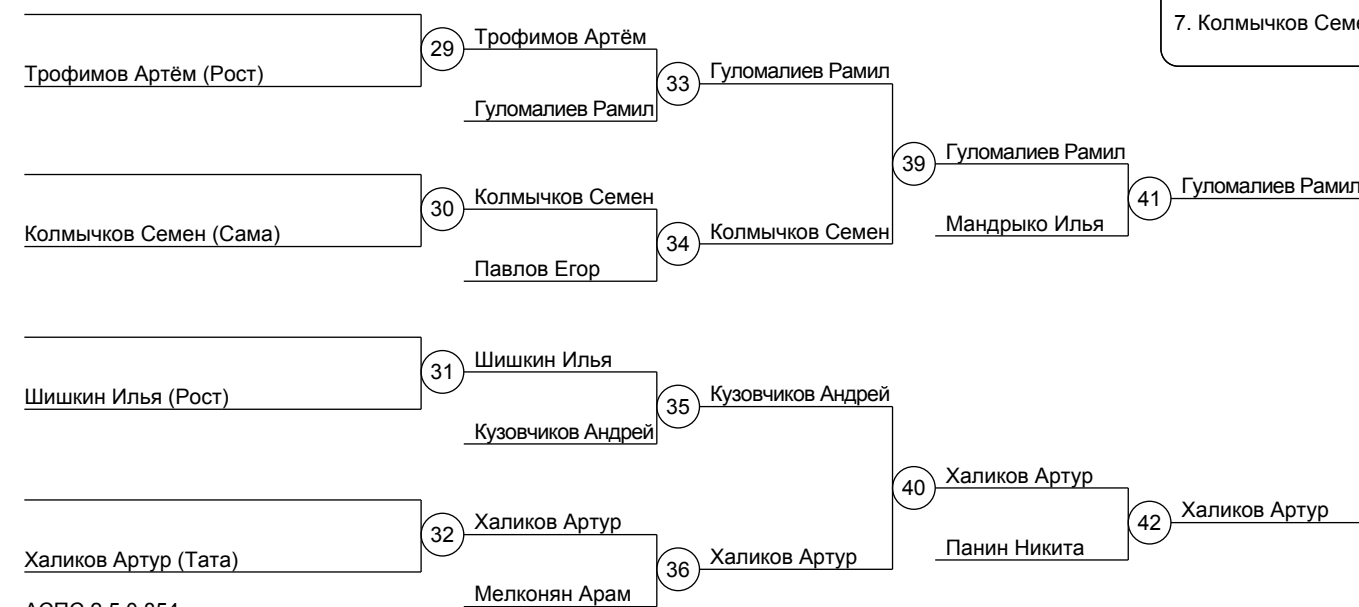 7. Колмычков Семе
29
Трофимов Артём
Трофимов Артём (Рост)
33
Гуломалиев Рамил
Гуломалиев Рамил
39
Гуломалиев Рамил
41
Гуломалиев Рамил
30
Колмычков Семен
Колмычков Семен (Сама)
34
Колмычков Семен
Мандрыко Илья
Павлов Егор
31
Шишкин Илья
Шишкин Илья (Рост)
35
Кузовчиков Андрей
Кузовчиков Андрей
40
Халиков Артур
42
Халиков Артур
32
Халиков Артур
Халиков Артур (Тата)
36
Халиков Артур
Панин Никита
Мелконян Арам